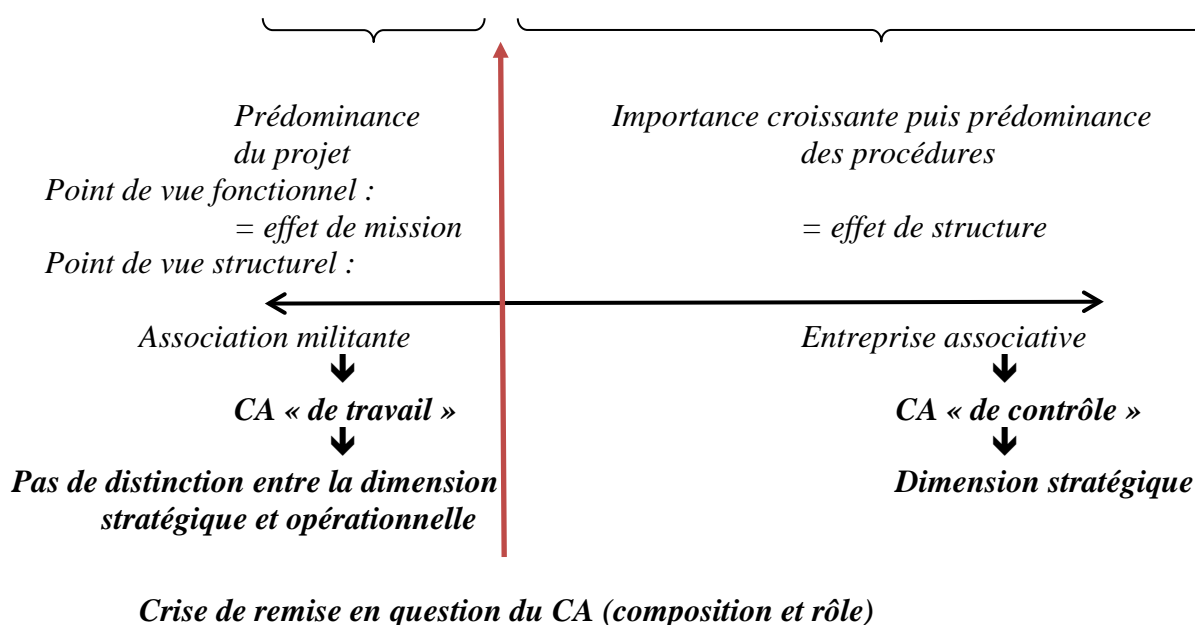 Prédominance Importance croissante puis prédominance
du projet des procédures
Point de vue fonctionnel :
= effet de mission = effet de structure
Point de vue structurel :
Association militante Entreprise associative
CA « de travail » CA « de contrôle »
Pas de distinction entre la dimension Dimension stratégique
stratégique et opérationnelle
Crise de remise en question du CA (composition et rôle)